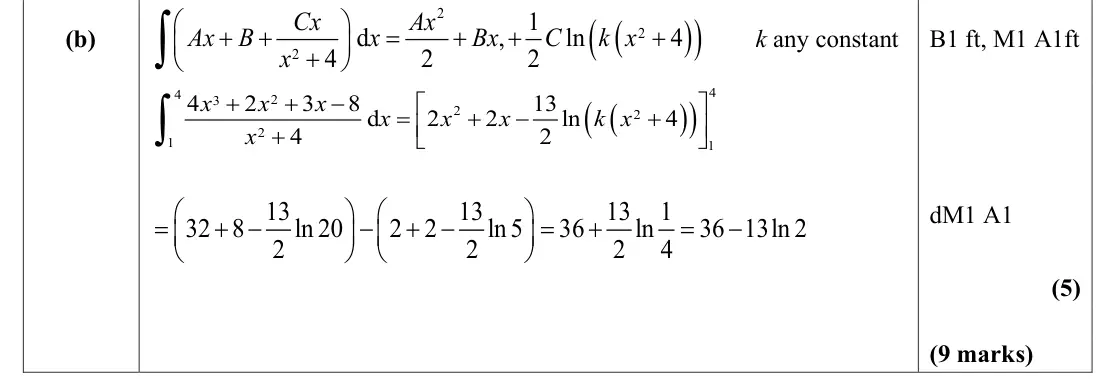 (b) ∫(Ax + B + Cx/(x² + 4)) dx = Ax²/2 + Bx, + 1/2 C ln(k(x² + 4)) k any constant B1 ft, M1 A1ft
∫₁⁴ (4x³ + 2x² + 3x − 8)/(x² + 4) dx = [2x² + 2x − 13/2 ln(k(x² + 4))]₁⁴
= (32 + 8 − 13/2 ln 20) − (2 + 2 − 13/2 ln 5) = 36 + 13/2 ln 1/4 = 36 − 13 ln 2 dM1 A1
(5)
(9 marks)